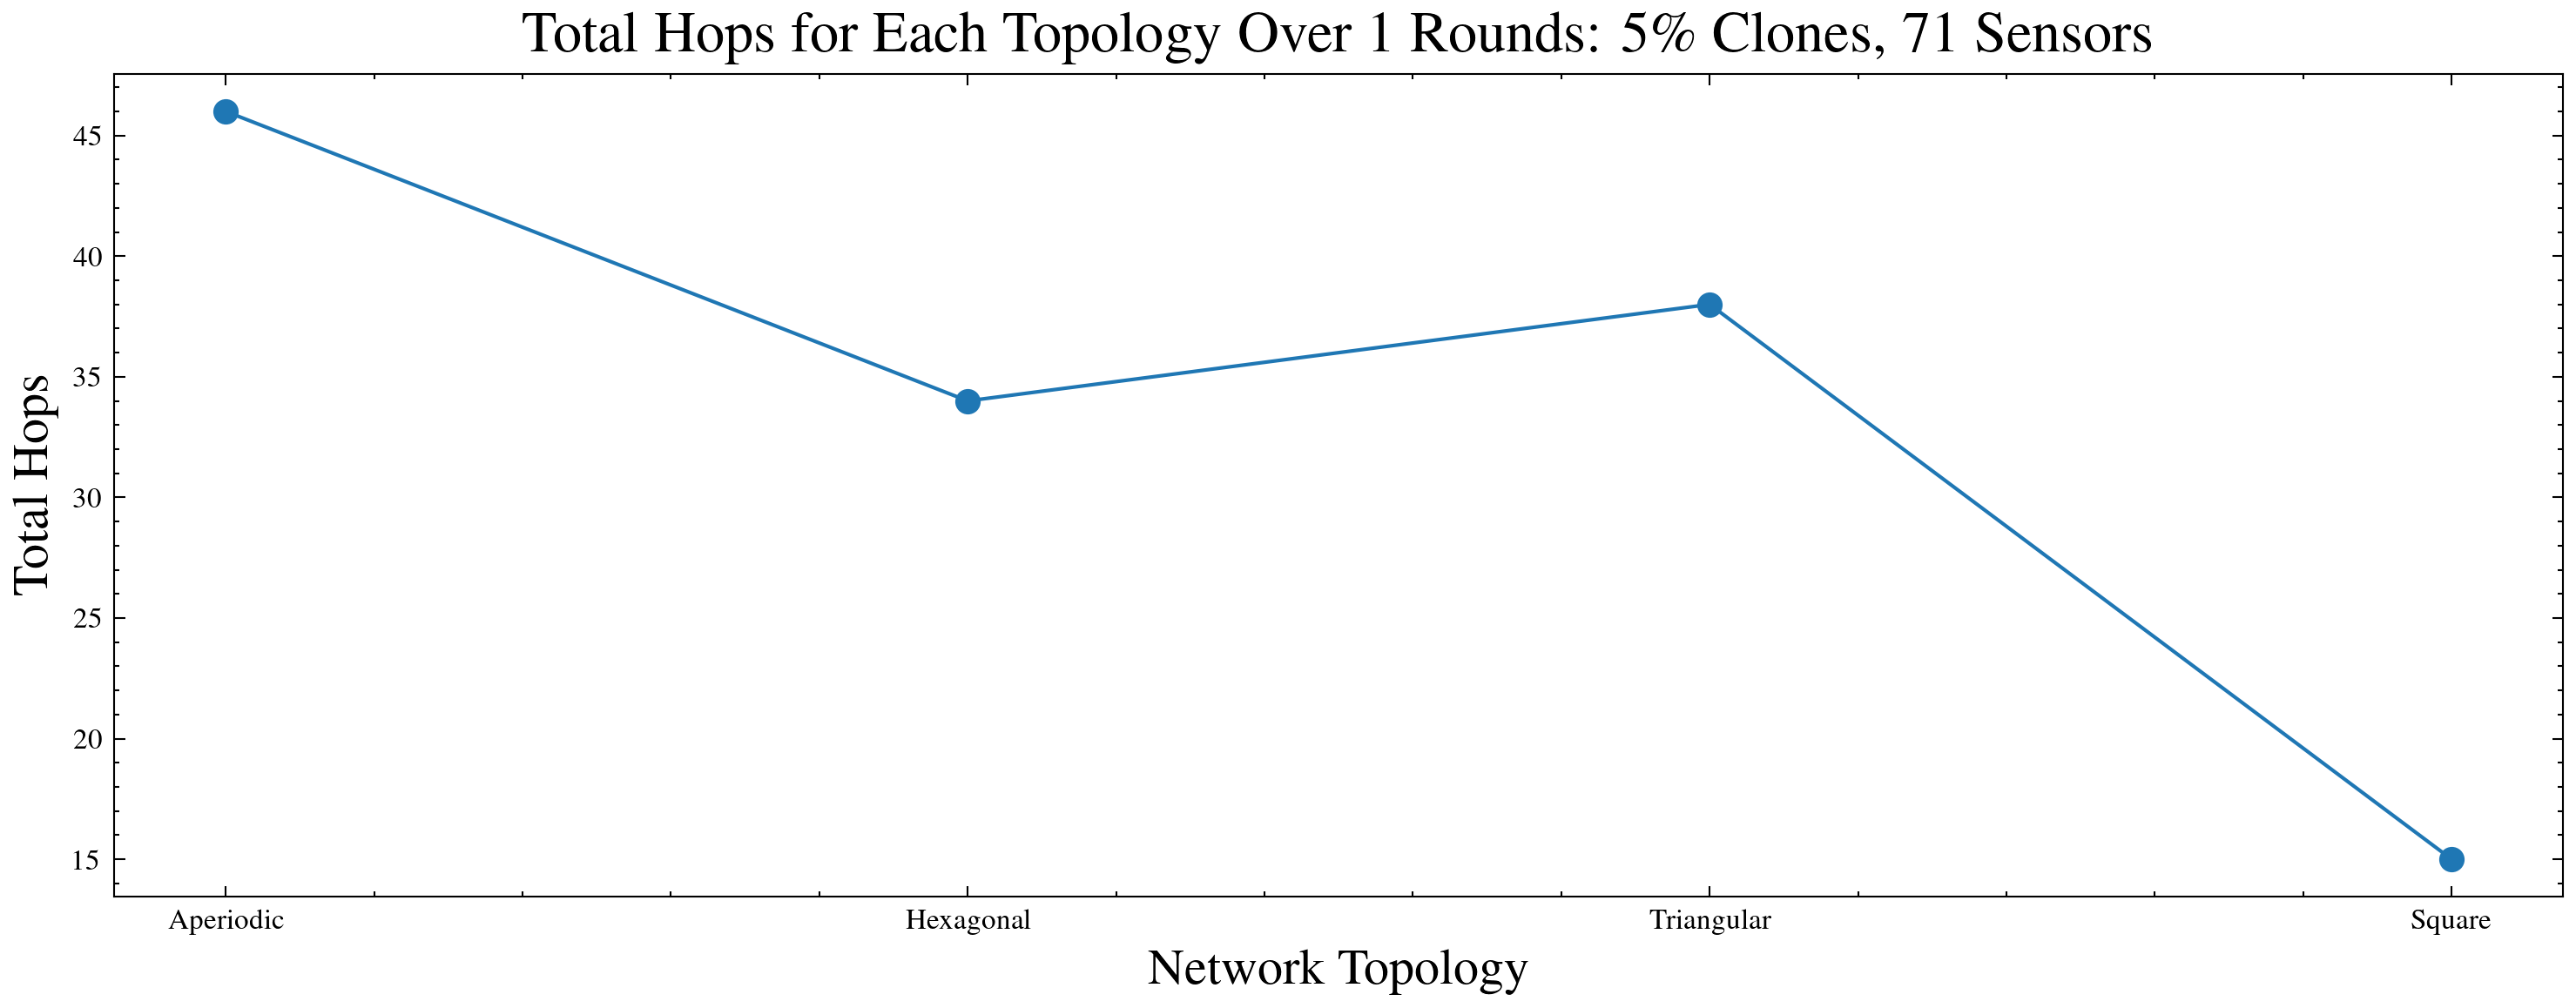 Total Hops for Each Topology Over 1 Rounds: 5% Clones, 71 Sensors
Total Hops
45
40
35
30
25
20
15
Aperiodic Hexagonal Triangular Square
Network Topology